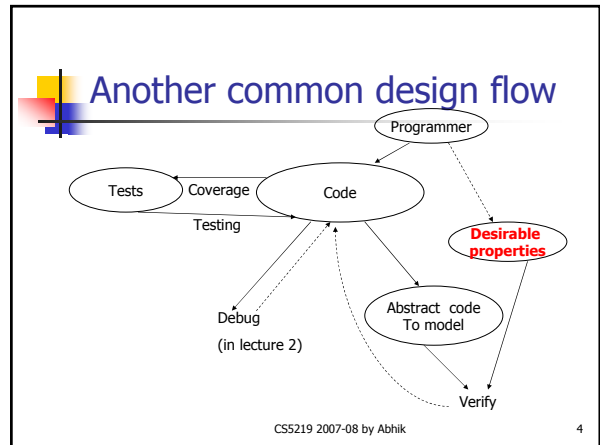 Another common design flow
Programmer
Tests
Coverage
Code
Testing
Desirable
properties
Abstract code
To model
Debug
(in lecture 2)
Verify
CS5219 2007-08 by Abhik
4